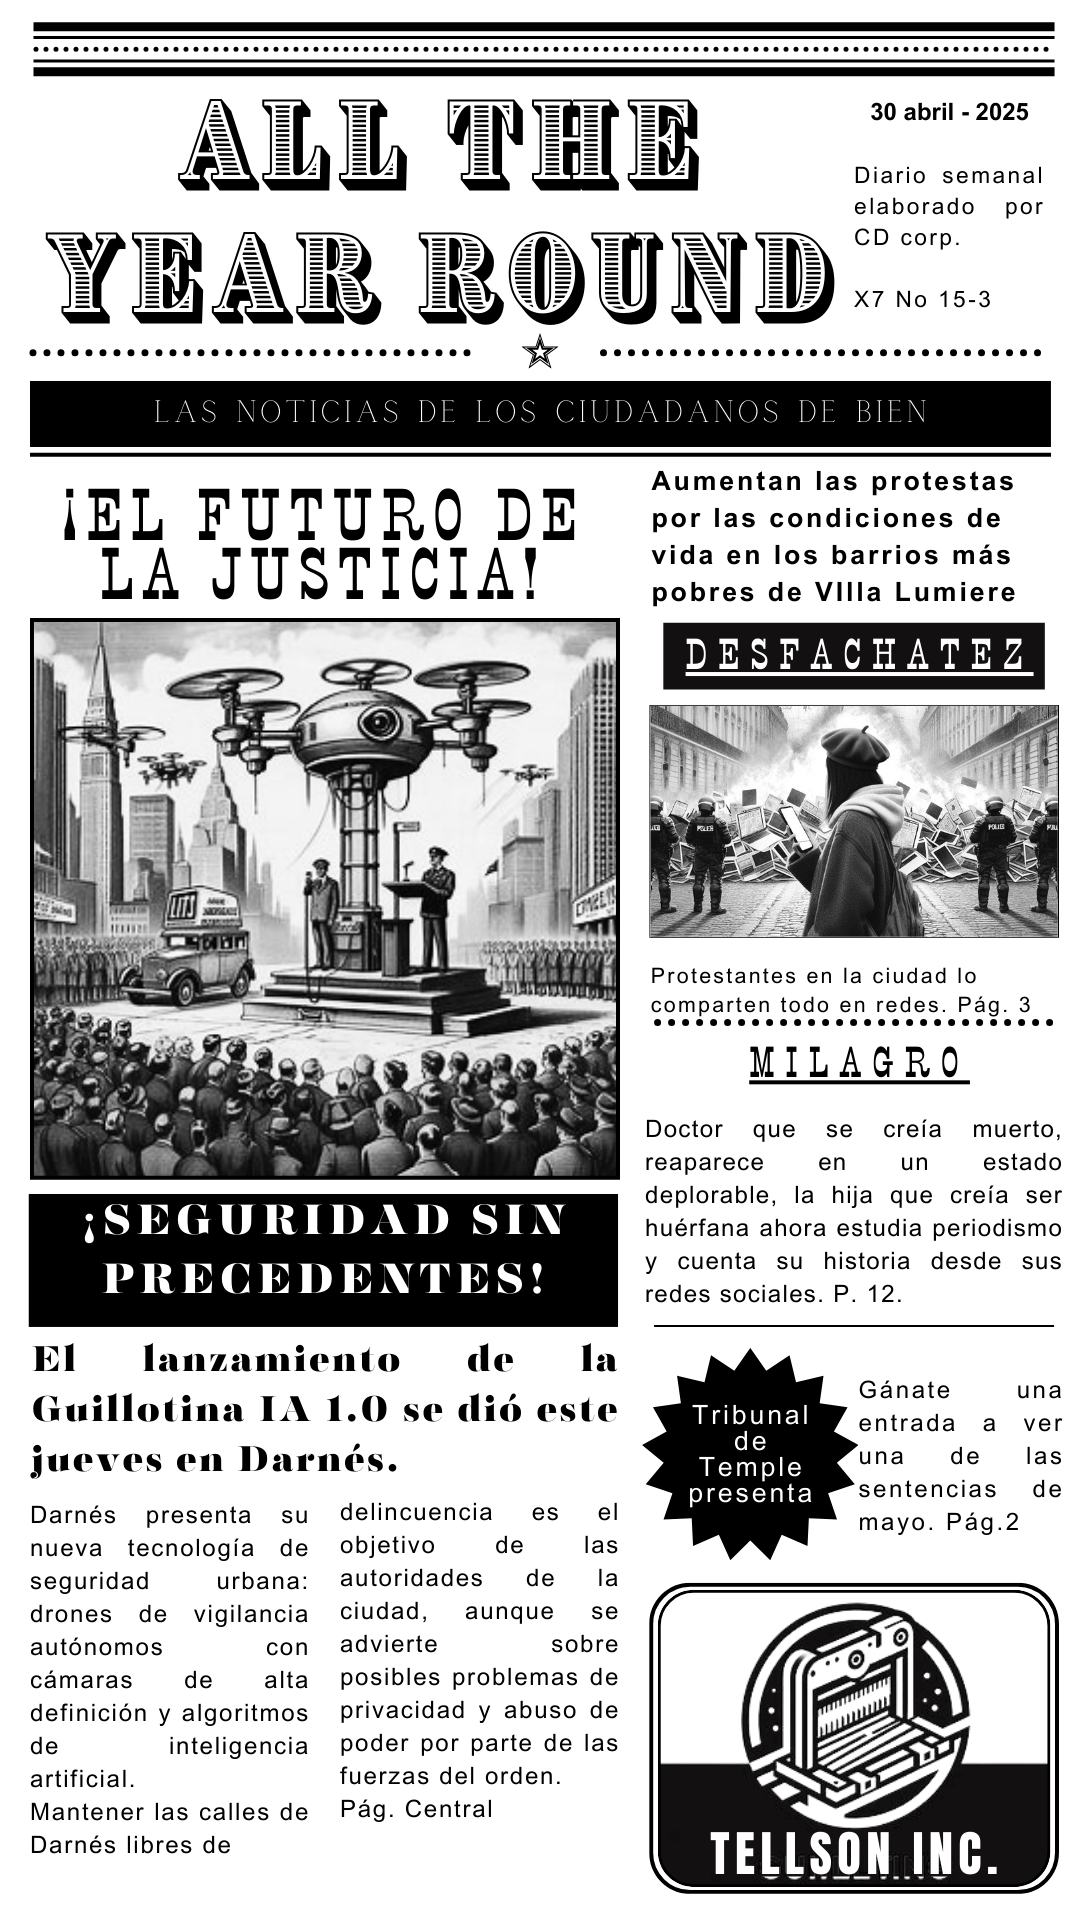 ALL THE
YEAR ROUND
30 abril - 2025
Diario semanal
elaborado por
CD corp.
X7 No 15-3
LAS NOTICIAS DE LOS CIUDADANOS DE BIEN
¡EL FUTURO DE
LA JUSTICIA!
¡SEGURIDAD SIN
PRECEDENTES!
El lanzamiento de la
Guillotina IA 1.0 se dió este
jueves en Darnés.
Darnés presenta su
nueva tecnología de
seguridad urbana:
drones de vigilancia
autónomos con
cámaras de alta
definición y algoritmos
de inteligencia
artificial.
Mantener las calles de
Darnés libres de
delincuencia es el
objetivo de las
autoridades de la
ciudad, aunque se
advierte sobre
posibles problemas de
privacidad y abuso de
poder por parte de las
fuerzas del orden.
Pág. Central
Aumentan las protestas
por las condiciones de
vida en los barrios más
pobres de VIlla Lumiere
DESFACHATEZ
Protestantes en la ciudad lo
comparten todo en redes. Pág. 3
MILAGRO
Doctor que se creía muerto,
reaparece en un estado
deplorable, la hija que creía ser
huérfana ahora estudia periodismo
y cuenta su historia desde sus
redes sociales. P. 12.
Tribunal
de
Temple
presenta
Gánate una
entrada a ver
una de las
sentencias de
mayo. Pág.2
TELLSON INC.